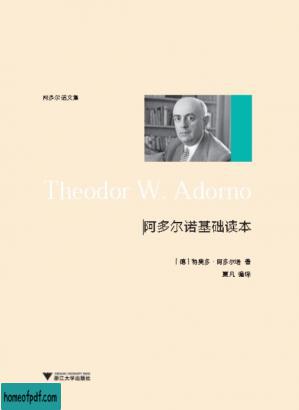 阿多尔诺文集
Theodor W. Adorno
阿多尔诺基础读本
[德] 特奥多·阿多尔诺 著
夏凡 编译
浙江大学出版社
homeofpdf.com